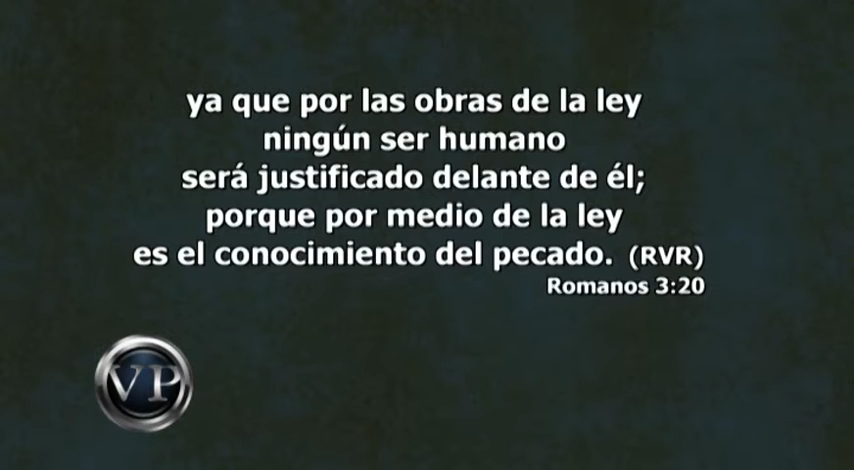 ya que por las obras de la ley
ningún ser humano
será justificado delante de él;
porque por medio de la ley
es el conocimiento del pecado. (RVR)
Romanos 3:20
VP